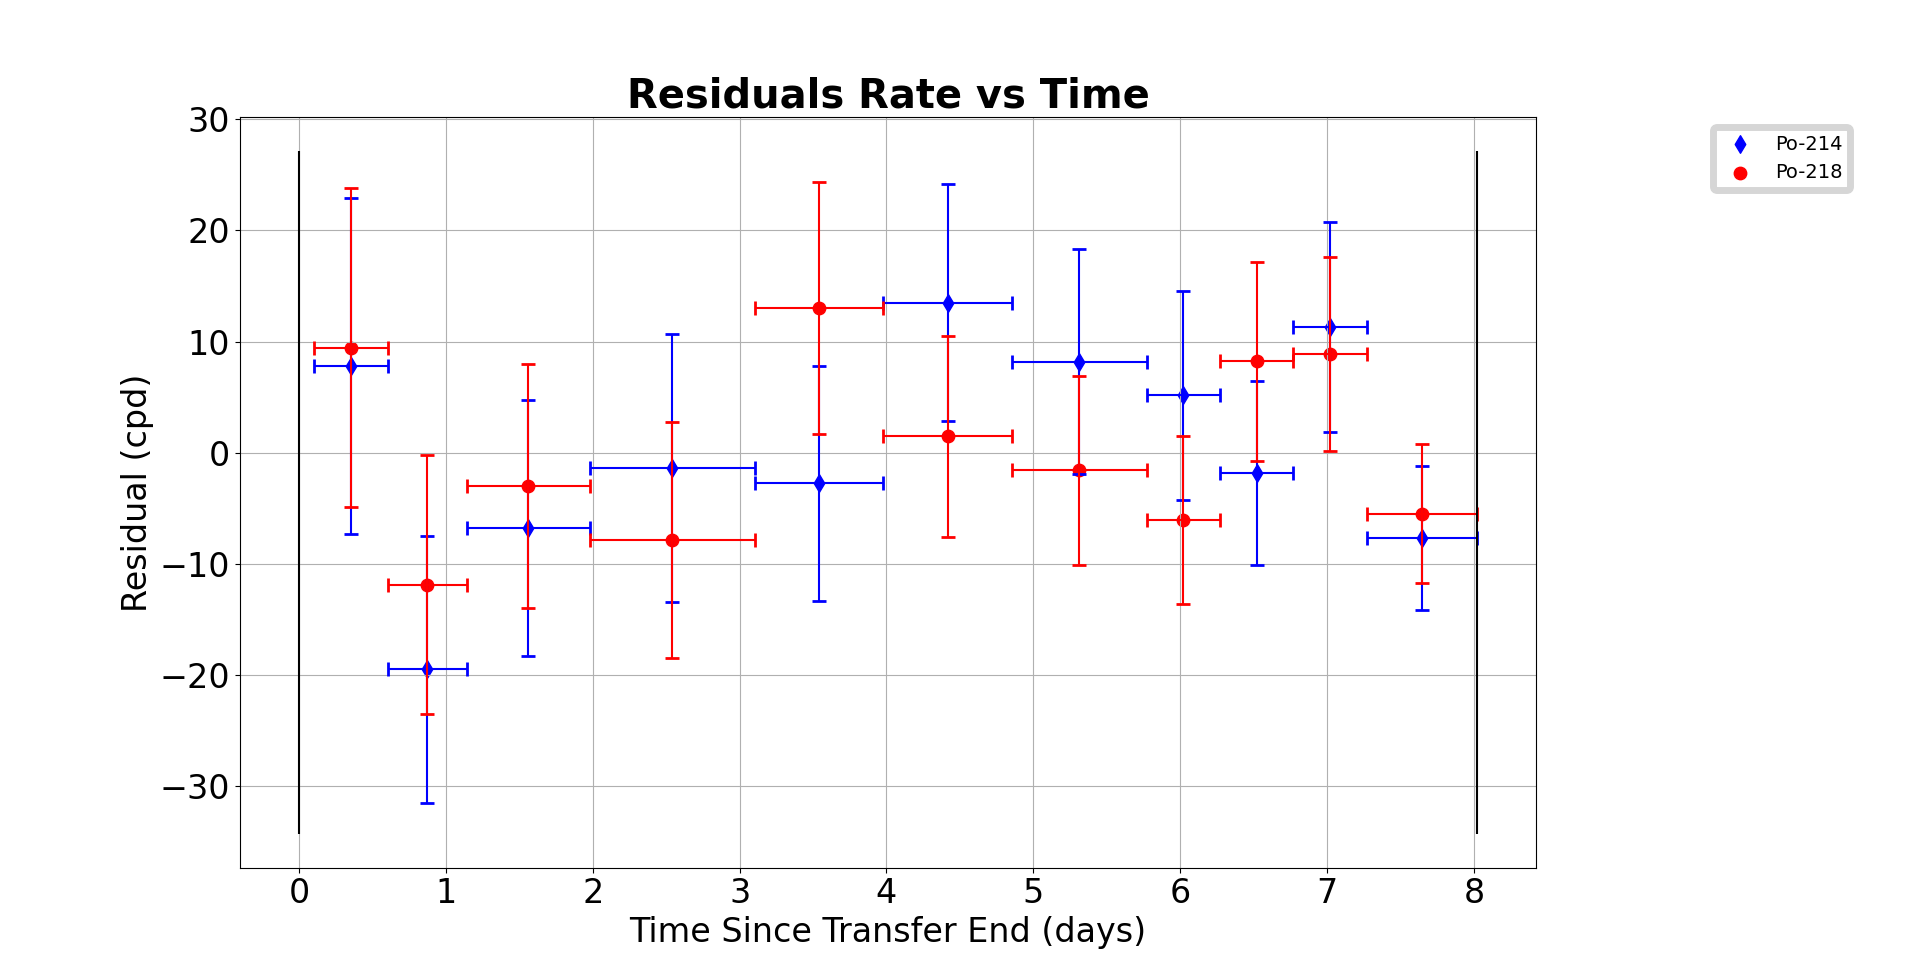 Residuals Rate vs Time
Po-214
Po-218
Residual (cpd)
30
20
10
0
−10
−20
−30
0 1 2 3 4 5 6 7 8
Time Since Transfer End (days)